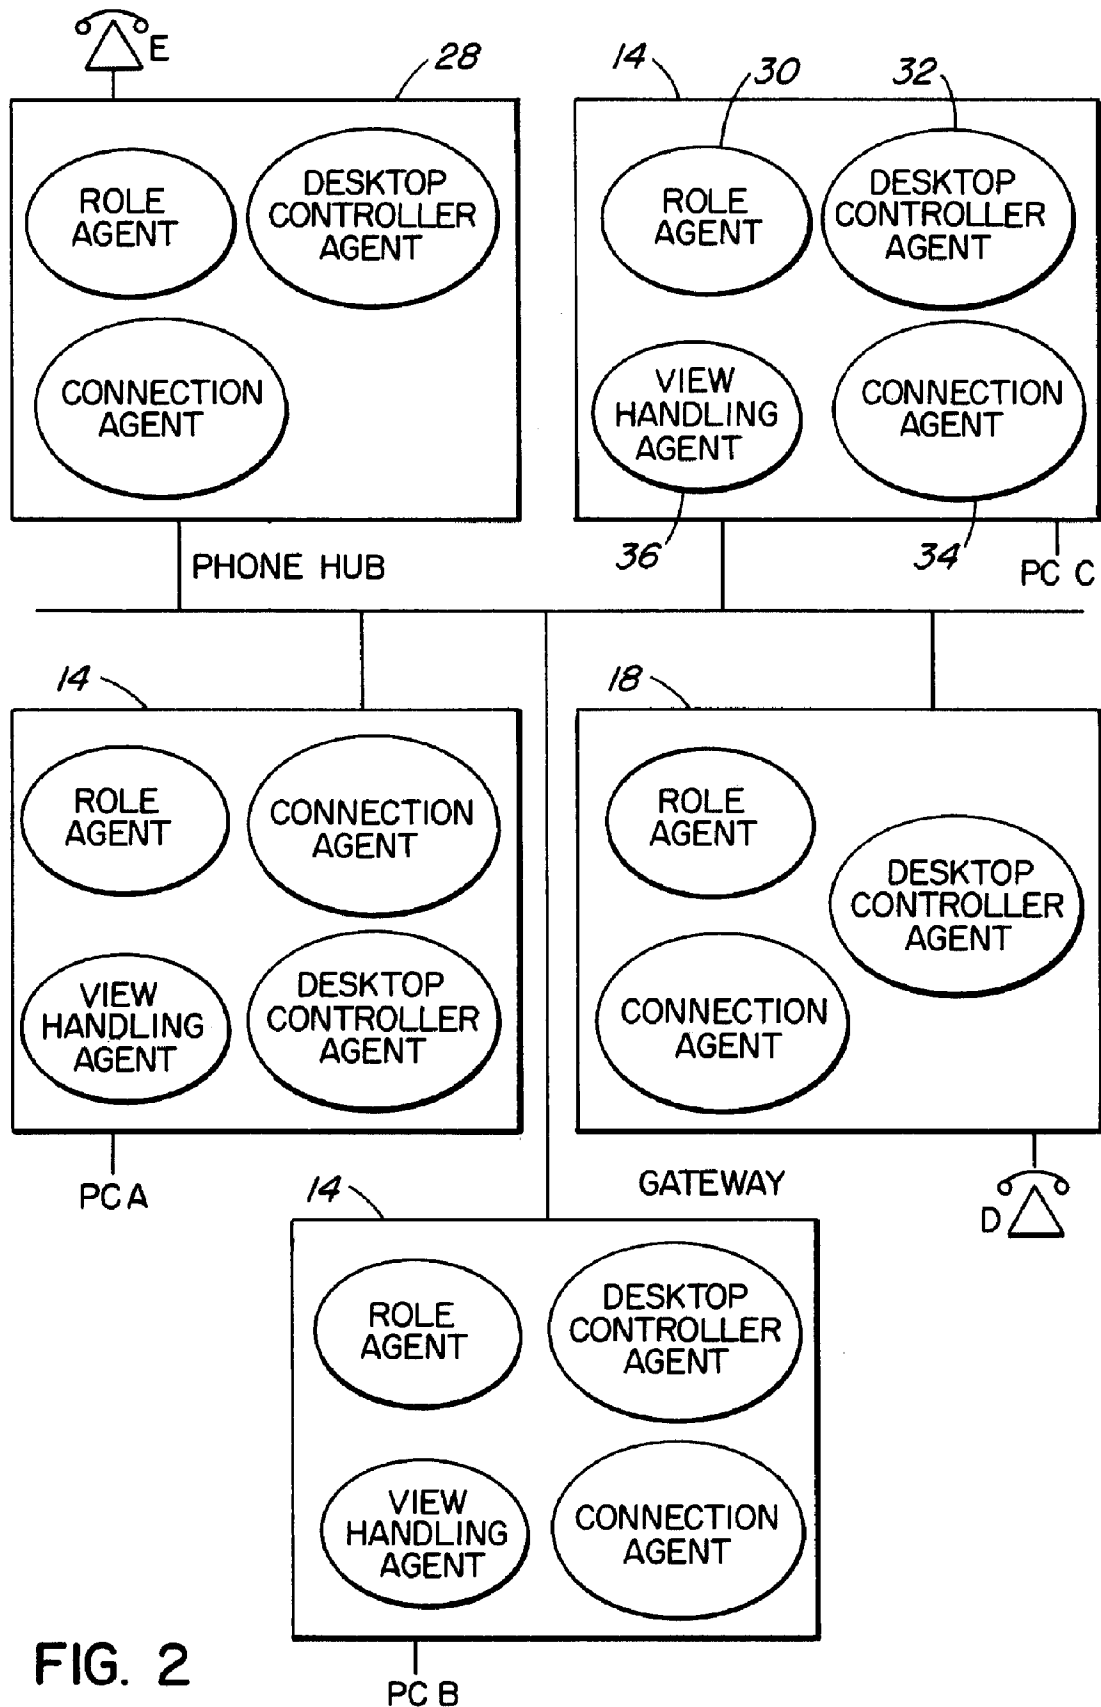 E
28
14
30
32
ROLE
AGENT
DESKTOP
CONTROLLER
AGENT
CONNECTION
AGENT
ROLE
AGENT
DESKTOP
CONTROLLER
AGENT
VIEW
HANDLING
AGENT
CONNECTION
AGENT
36
34
PHONE HUB
PC C
14
18
ROLE
AGENT
CONNECTION
AGENT
VIEW
HANDLING
AGENT
DESKTOP
CONTROLLER
AGENT
ROLE
AGENT
DESKTOP
CONTROLLER
AGENT
CONNECTION
AGENT
PC A
14
GATEWAY
D
ROLE
AGENT
DESKTOP
CONTROLLER
AGENT
VIEW
HANDLING
AGENT
CONNECTION
AGENT
FIG. 2
PC B